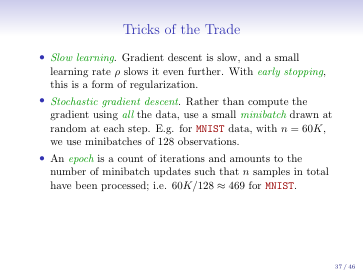 Tricks of the Trade
• Slow learning. Gradient descent is slow, and a small
learning rate ρ slows it even further. With early stopping,
this is a form of regularization.
• Stochastic gradient descent. Rather than compute the
gradient using all the data, use a small minibatch drawn at
random at each step. E.g. for MNIST data, with n = 60K,
we use minibatches of 128 observations.
• An epoch is a count of iterations and amounts to the
number of minibatch updates such that n samples in total
have been processed; i.e. 60K/128 ≈ 469 for MNIST.
37 / 46